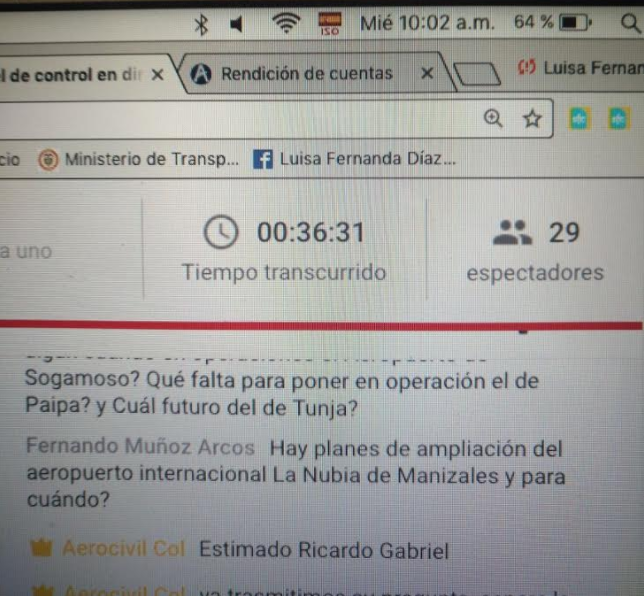 ISO Mié 10:02 a.m. 64 %
l de control en dir × Rendición de cuentas × Luisa Fernan
cio Ministerio de Transp... f Luisa Fernanda Díaz...
a uno
00:36:31
Tiempo transcurrido
29
espectadores
Sogamoso? Qué falta para poner en operación el de
Paipa? y Cuál futuro del de Tunja?
Fernando Muñoz Arcos Hay planes de ampliación del
aeropuerto internacional La Nubia de Manizales y para
cuándo?
Aerocivil Col Estimado Ricardo Gabriel
Aerocivil Col